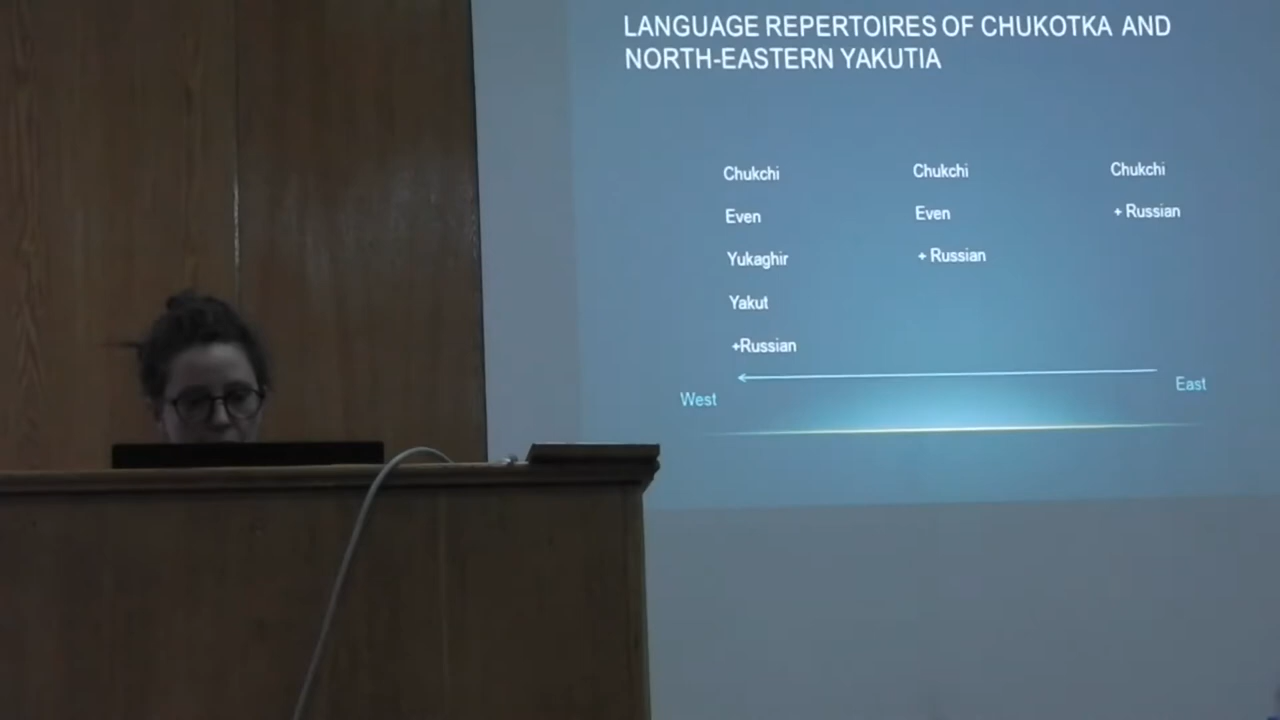 LANGUAGE REPERTOIRES OF CHUKOTKA AND
NORTH-EASTERN YAKUTIA
Chukchi
Even
Yukaghir
Yakut
+Russian
Chukchi
Even
+ Russian
Chukchi
+ Russian
West
East